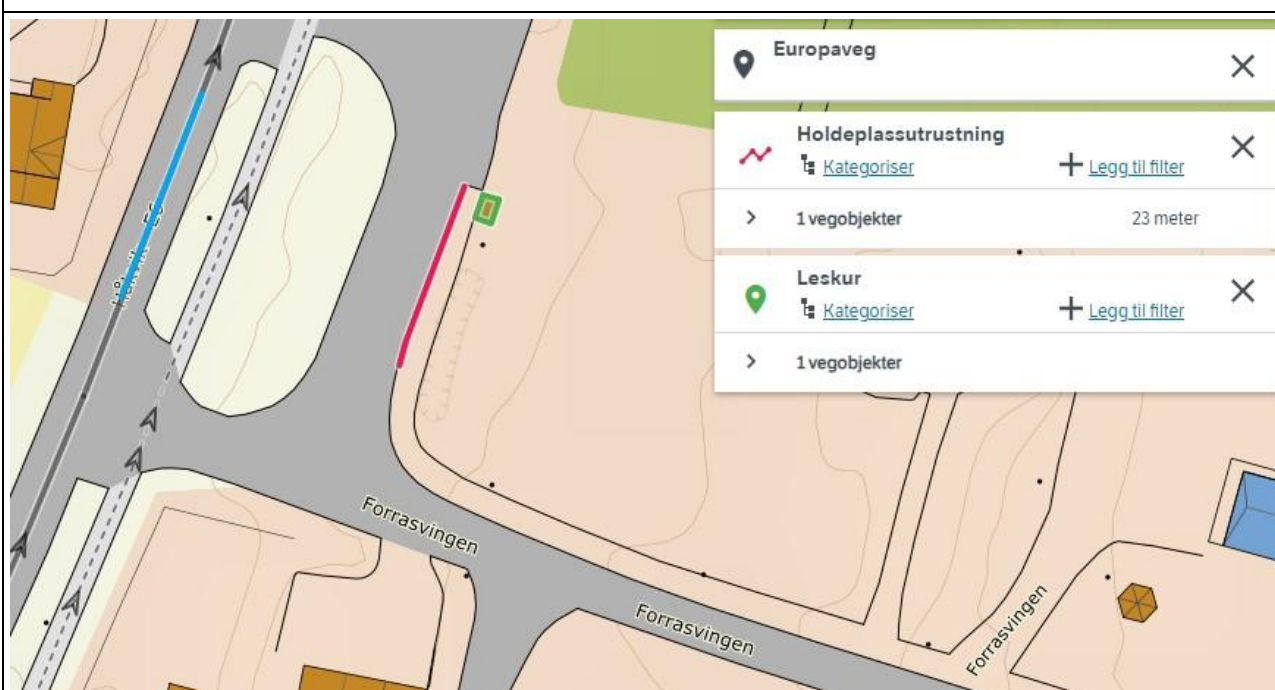 Europaveg
Holdeplassutrustning
Kategoriser
Legg til filter
1 vegobjekter
23 meter
Leskur
Kategoriser
Legg til filter
1 vegobjekter
Forrasvingen
Forrasvingen
Forrasvingen